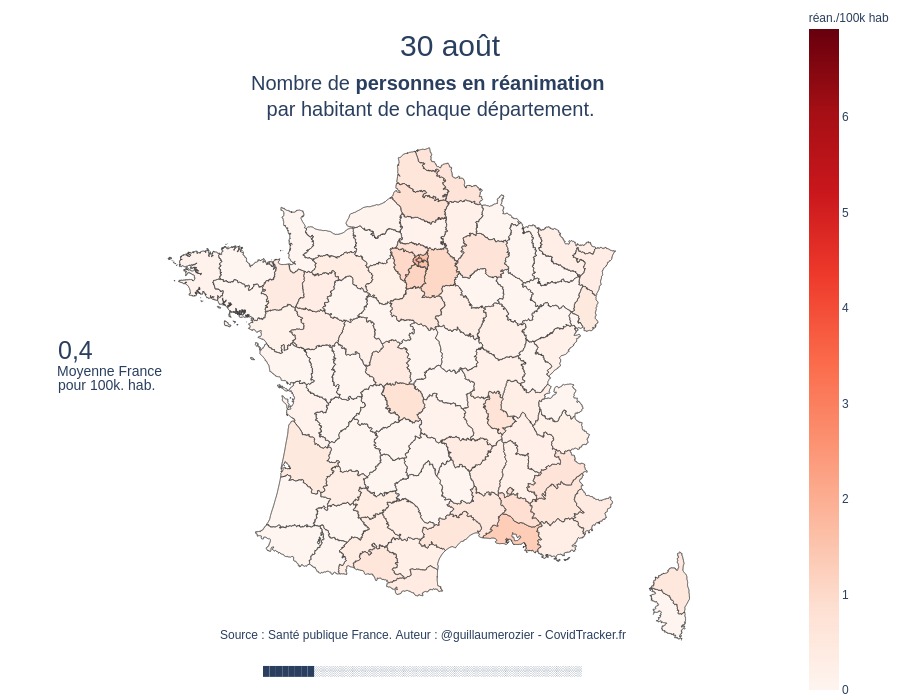 réan./100k hab
30 août
Nombre de personnes en réanimation
par habitant de chaque département.
6
5
4
3
2
1
0
0,4
Moyenne France
pour 100k. hab.
Source : Santé publique France. Auteur : @guillaumerozier - CovidTracker.fr